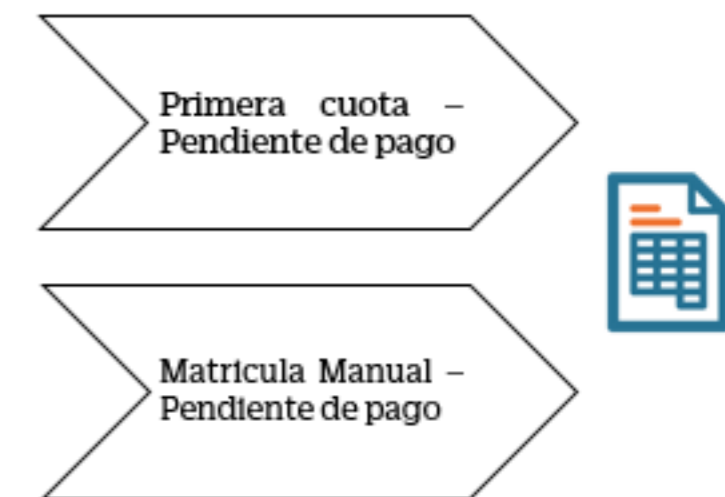 Primera cuota –
Pendiente de pago
Matricula Manual –
Pendiente de pago